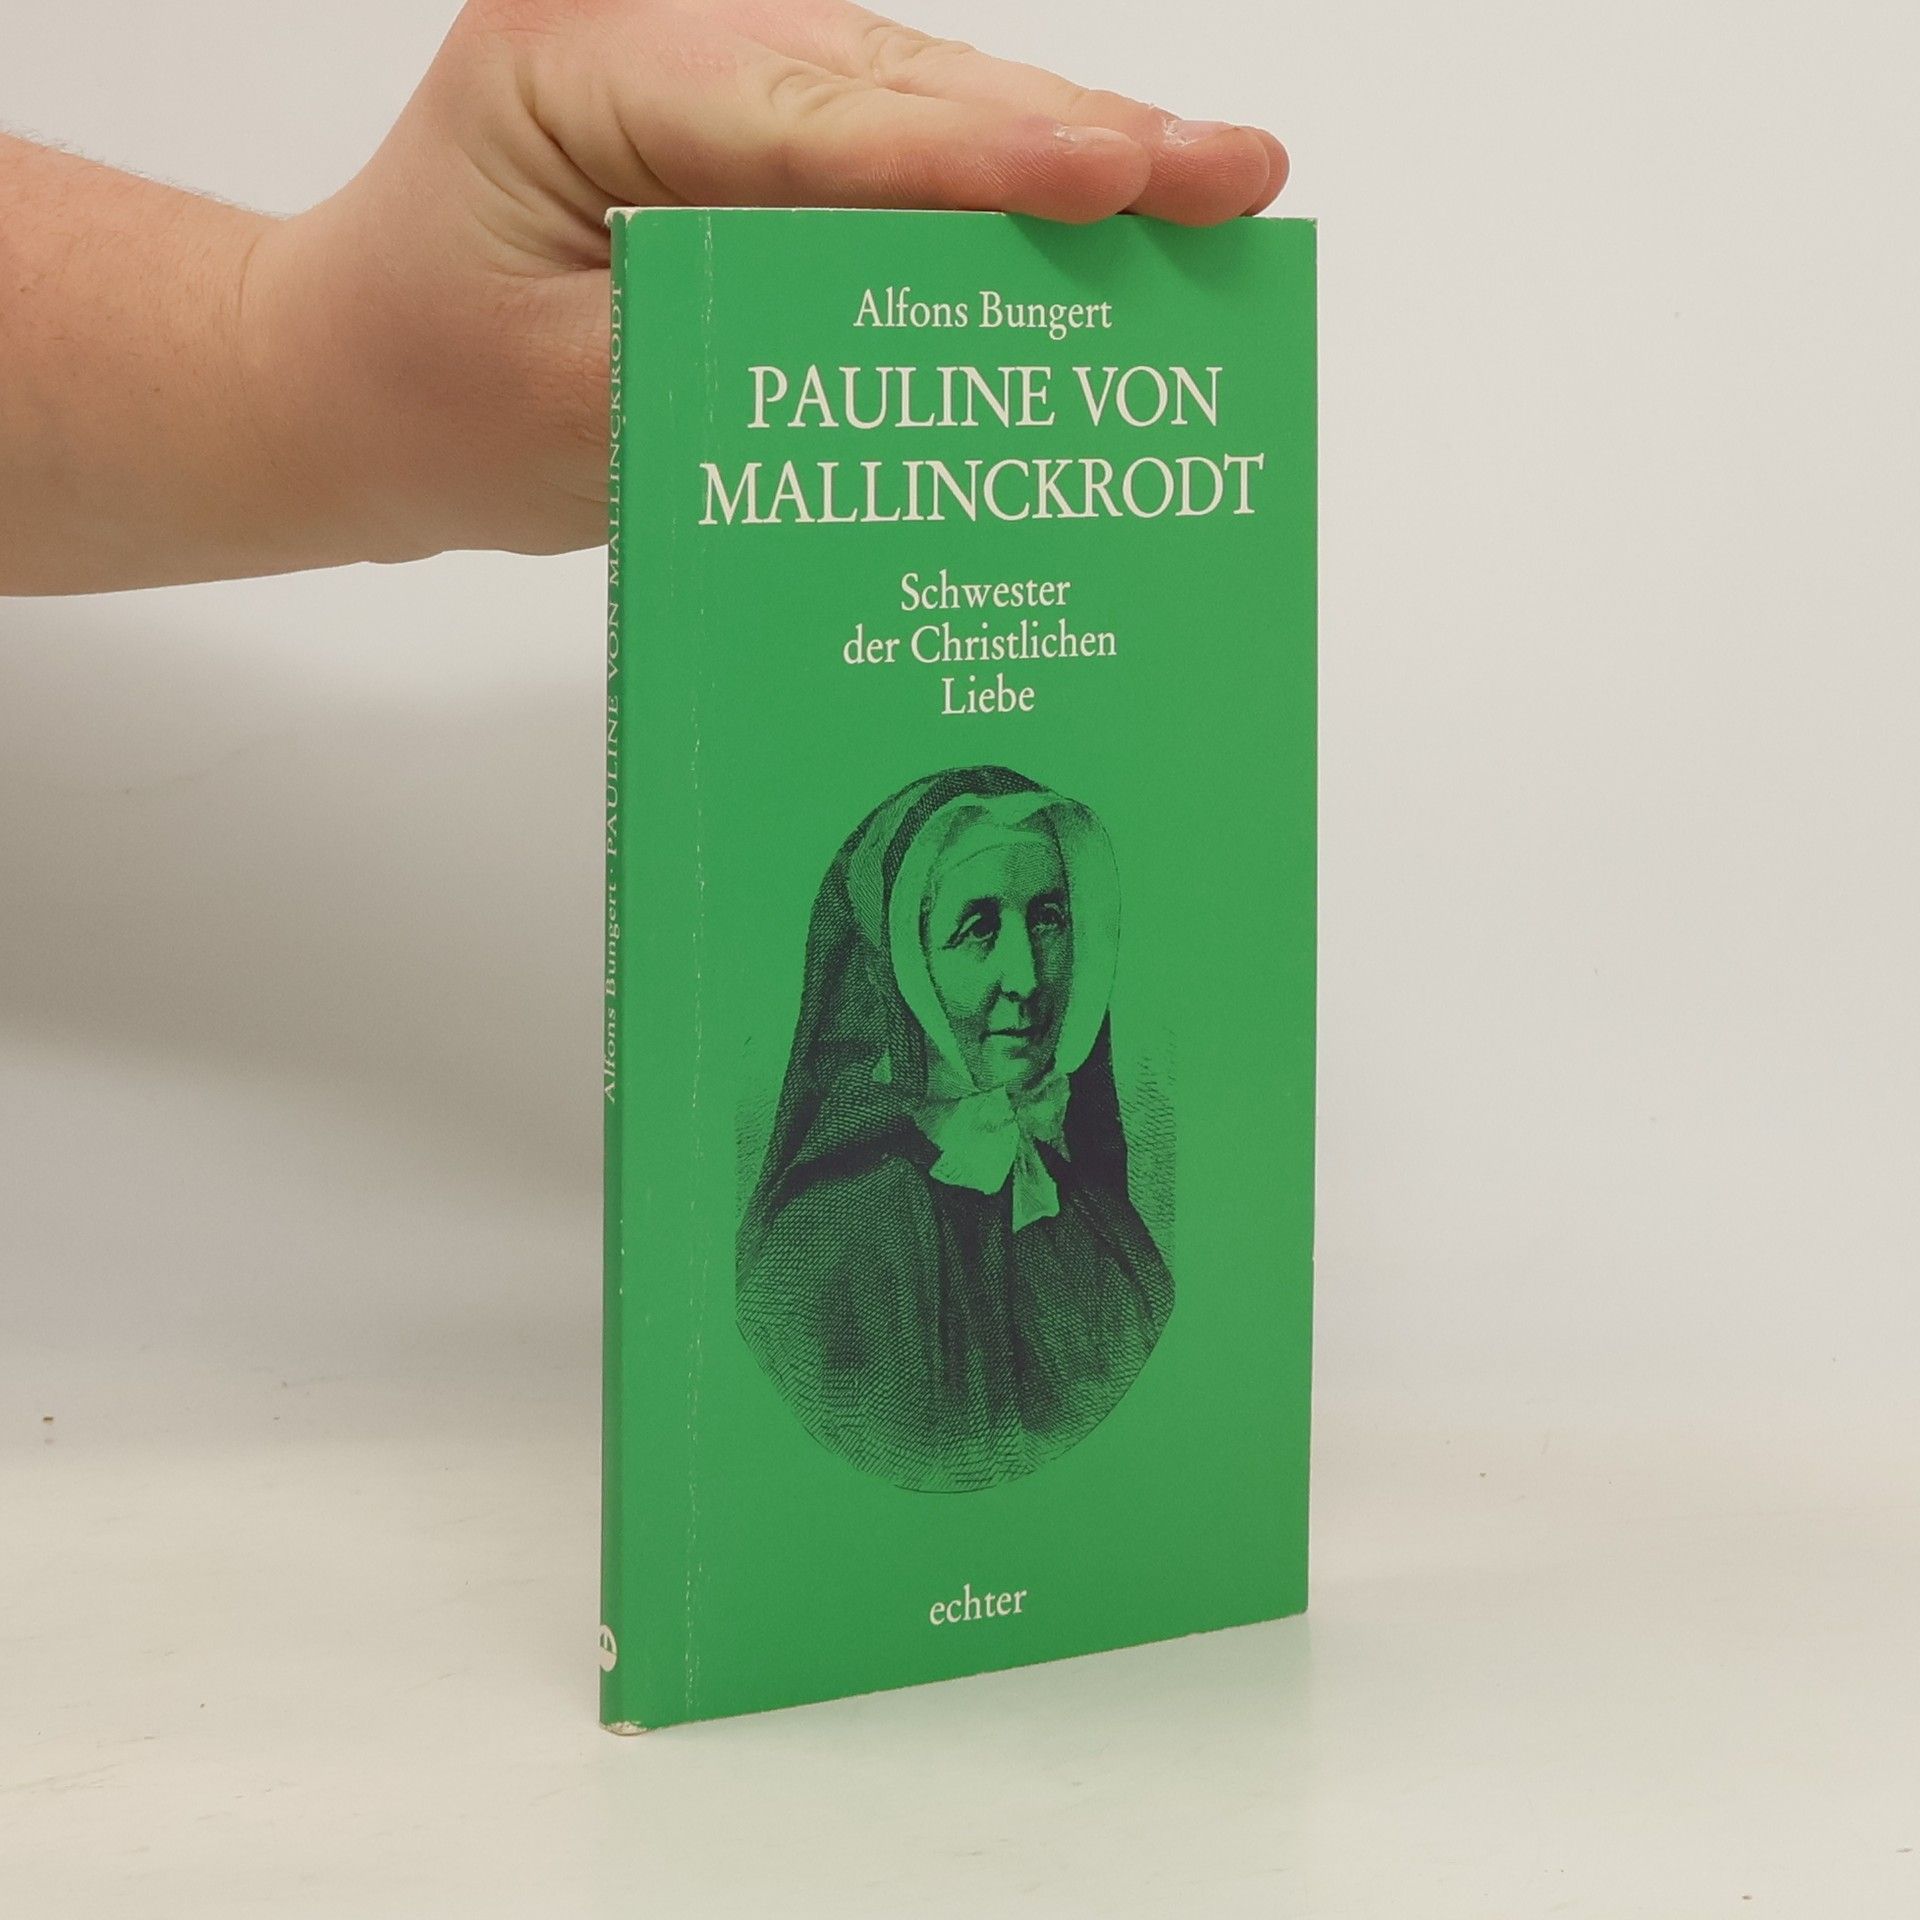 Alfons Bungert
PAULINE VON
MALLINCKRODT
Schwester
der Christlichen
Liebe
echter
Alfons Bungert · PAULINE VON MALLINCKRODT
e